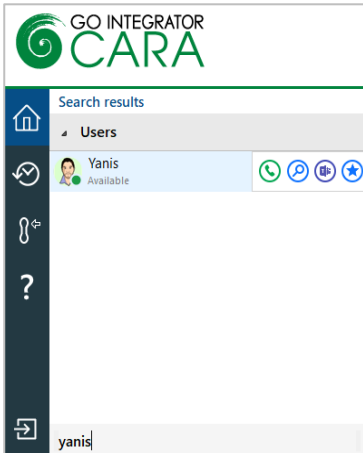 GO INTEGRATOR
CARA
Search results
Users
Yanis
Available
?
yanis